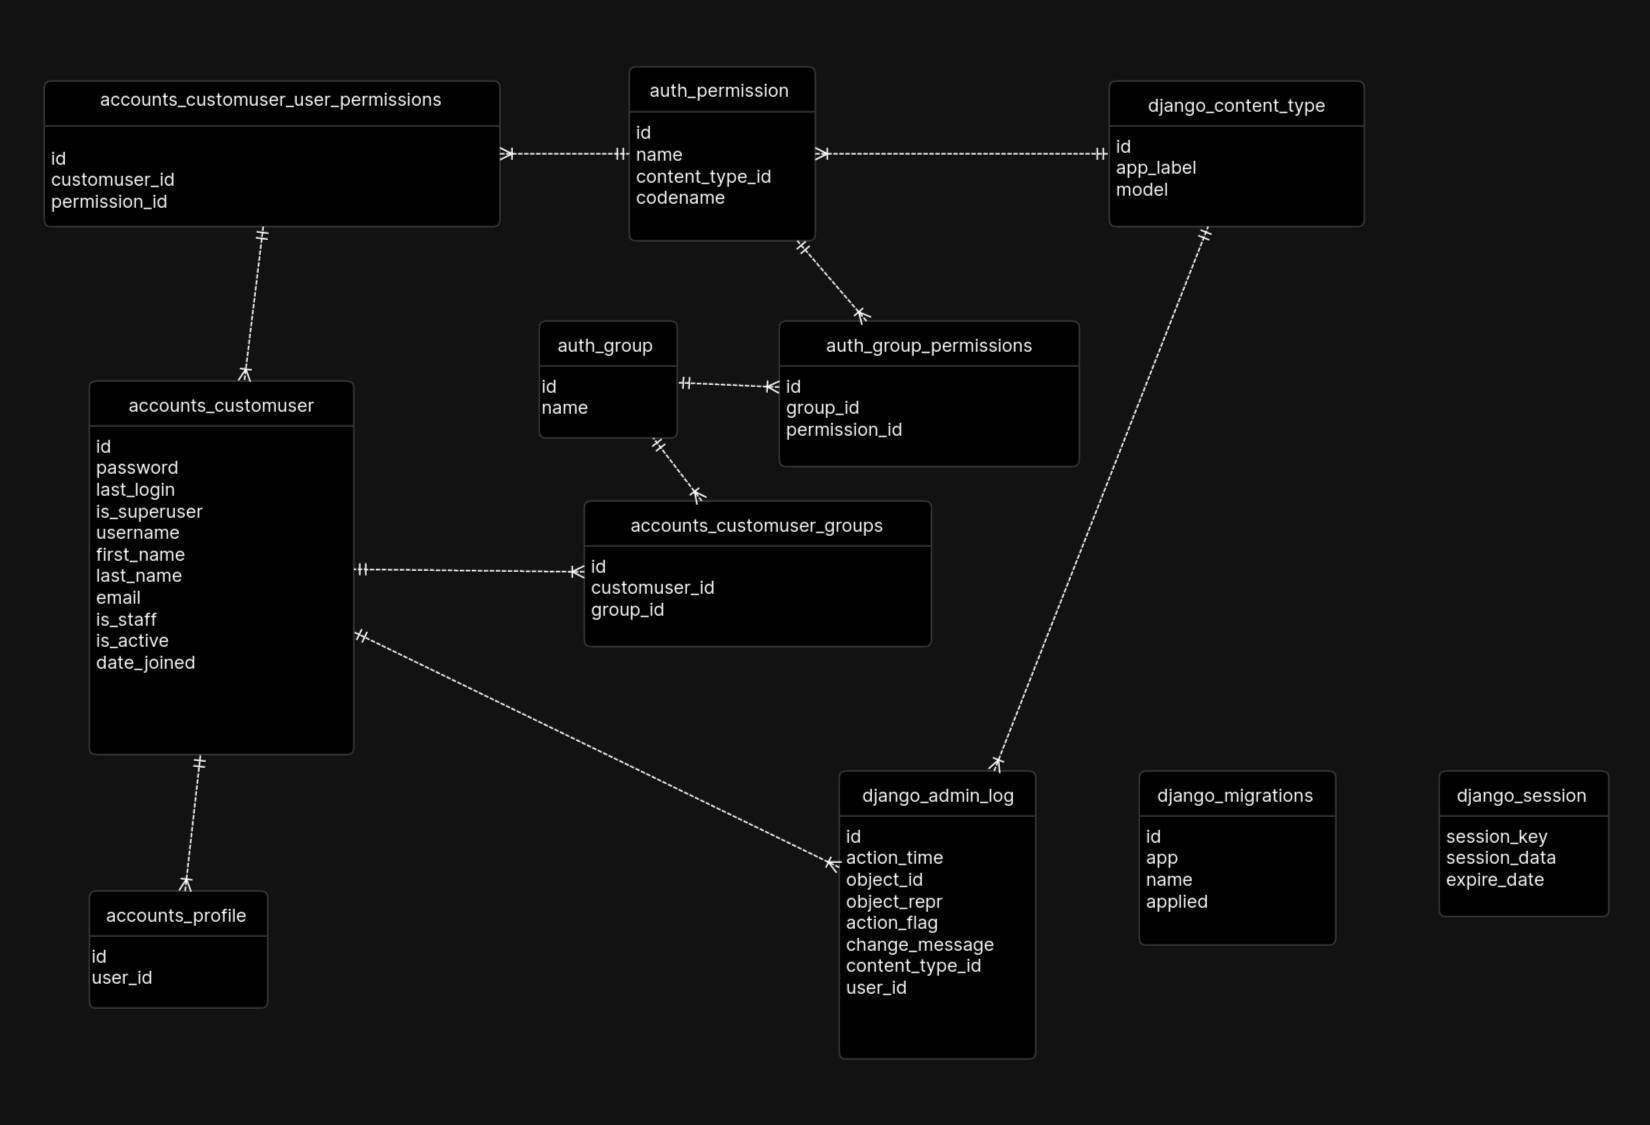 accounts_customuser_user_permissions
id
customuser_id
permission_id
auth_permission
id
name
content_type_id
codename
django_content_type
id
app_label
model
auth_group
id
name
auth_group_permissions
id
group_id
permission_id
accounts_customuser
id
password
last_login
is_superuser
username
first_name
last_name
email
is_staff
is_active
date_joined
accounts_customuser_groups
id
customuser_id
group_id
accounts_profile
id
user_id
django_admin_log
id
action_time
object_id
object_repr
action_flag
change_message
content_type_id
user_id
django_migrations
id
app
name
applied
django_session
session_key
session_data
expire_date